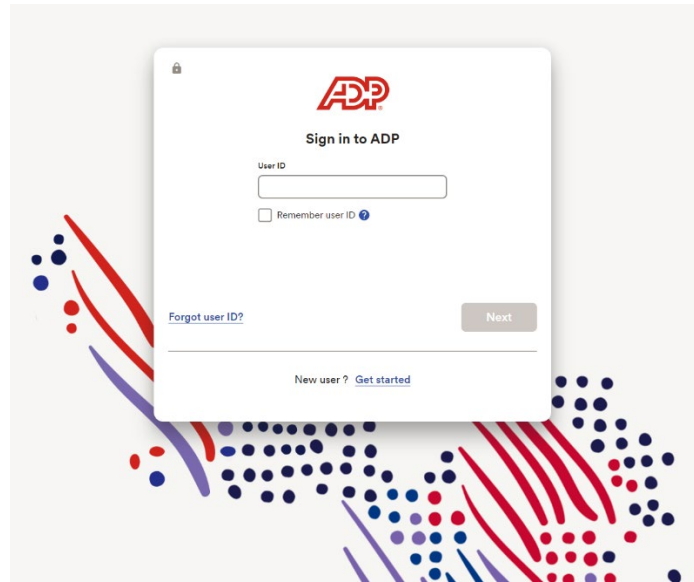 ADP
Sign in to ADP
User ID
Remember user ID ?
Forgot user ID?
Next
New user ? Get started